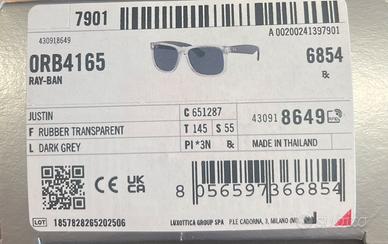 7901
430918649
A 00200241397901
0RB4165
RAY-BAN
6854
℞
JUSTIN
C 651287
F RUBBER TRANSPARENT
T 145 S 55
43091 8649
L DARK GREY
PI *3N ℞
MADE IN THAILAND
CE UK CA
8 056597 366854
LOT 1857828265202506
LUXOTTICA GROUP SPA P.LE CADORNA, 3, MILANO